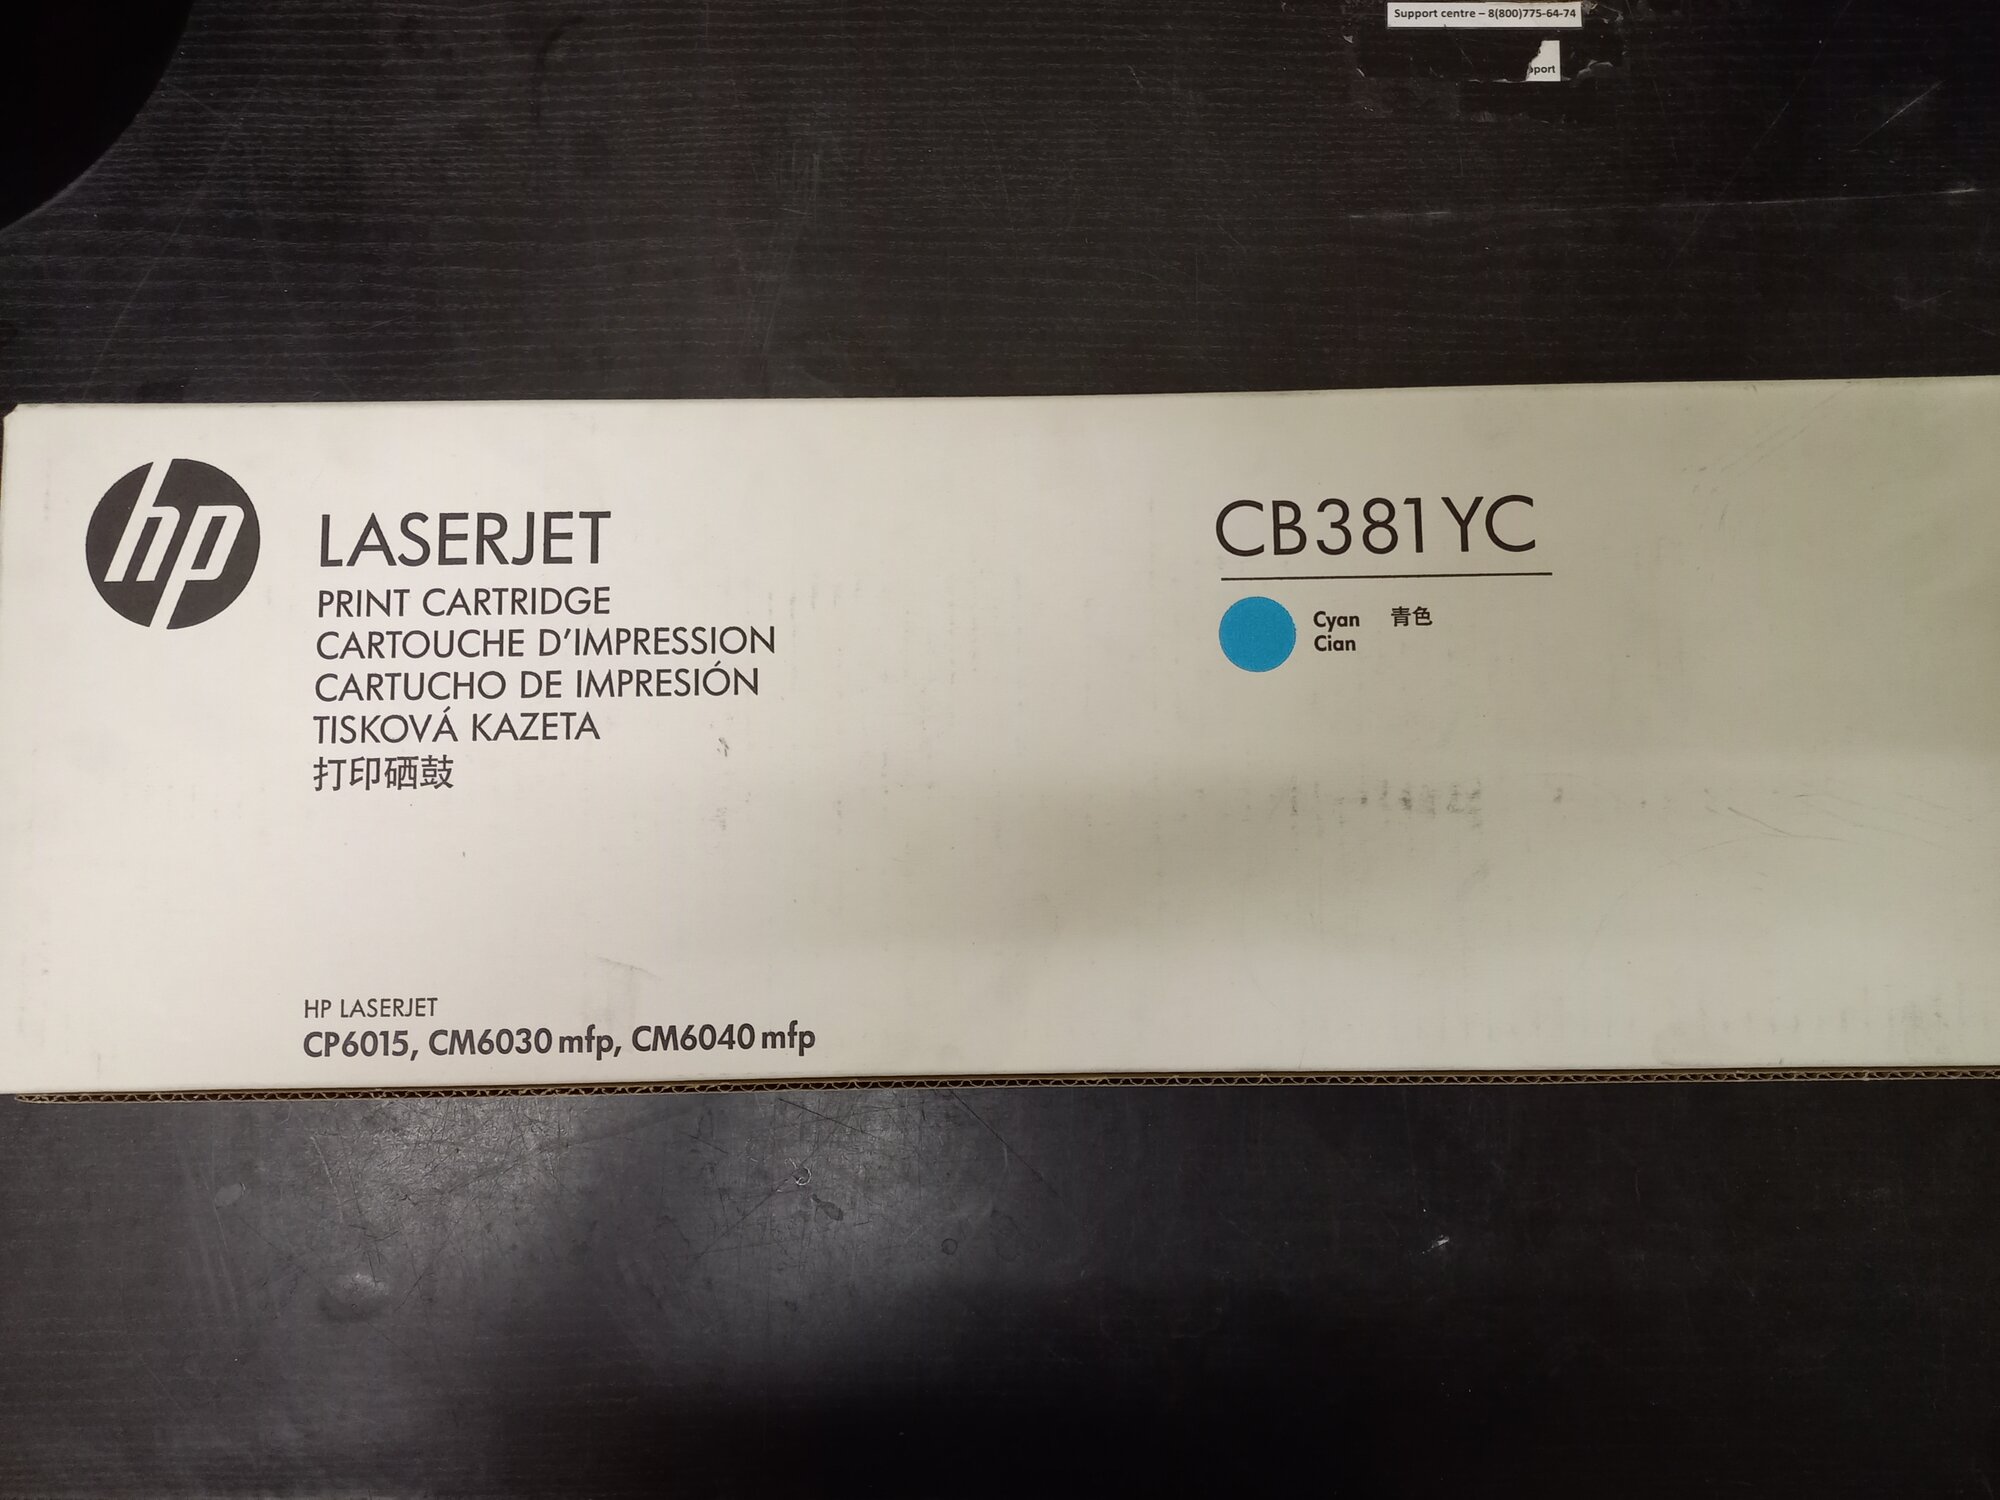 Support centre – 8(800)775-64-74
port
hp
LASERJET
PRINT CARTRIDGE
CARTOUCHE D'IMPRESSION
CARTUCHO DE IMPRESIÓN
TISKOVÁ KAZETA
打印硒鼓
CB381YC
Cyan 青色
Cian
HP LASERJET
CP6015, CM6030 mfp, CM6040 mfp